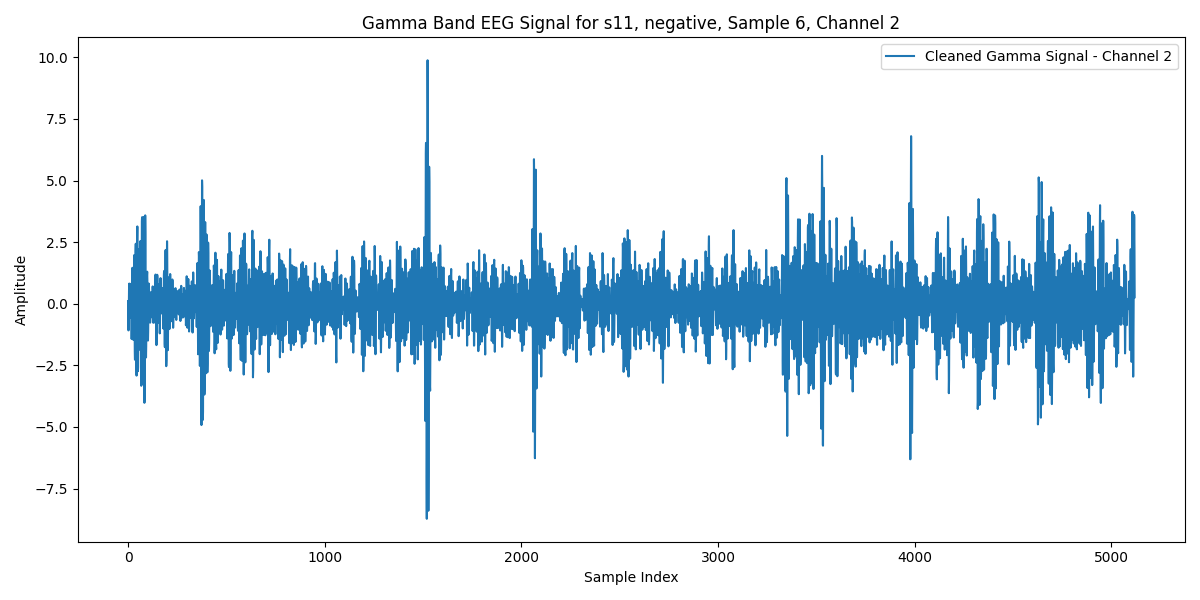 Gamma Band EEG Signal for s11, negative, Sample 6, Channel 2
Cleaned Gamma Signal - Channel 2
Amplitude
10.0
7.5
5.0
2.5
0.0
−2.5
−5.0
−7.5
0 1000 2000 3000 4000 5000
Sample Index